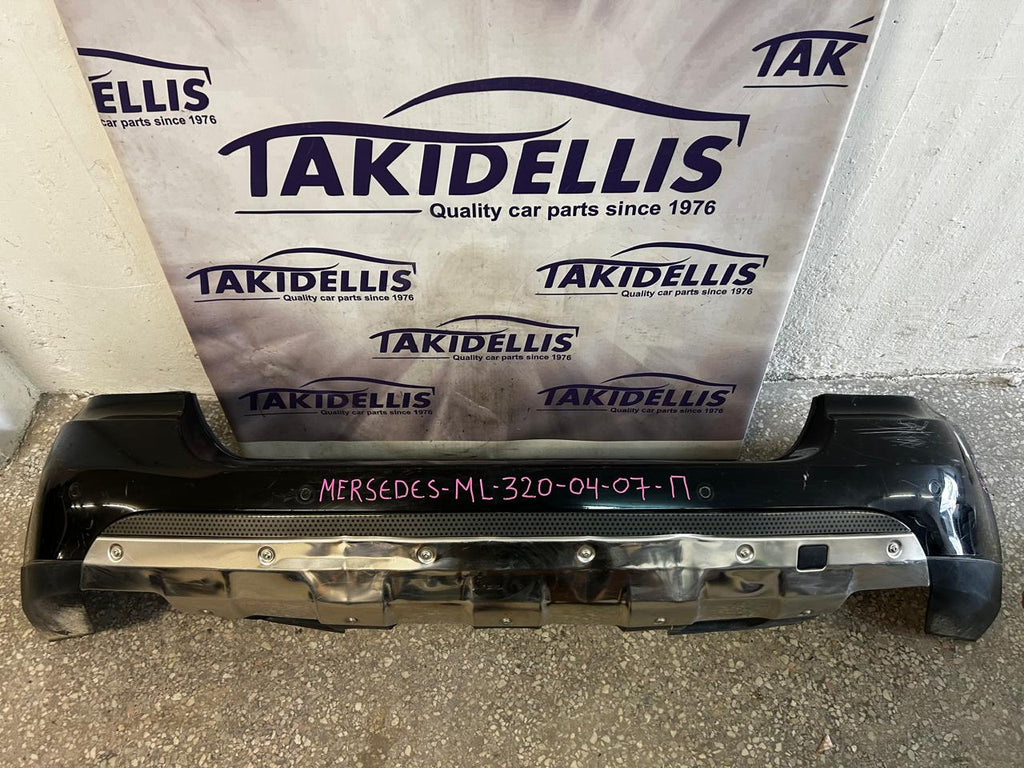 TAK
ELLIS
car parts since 1976
TAKIDELLIS
Quality car parts since 1976
TAKIDELLIS
Quality car parts since 1976
TAKIDELLIS
Quality car parts since 1976
TAKIDELLIS
Quality car parts since 1976
TAKIDELLIS
Quality car parts since 1976
TAKIDELLIS
Quality car parts since 1976
MERSEDES-ML-320-04-07-Π